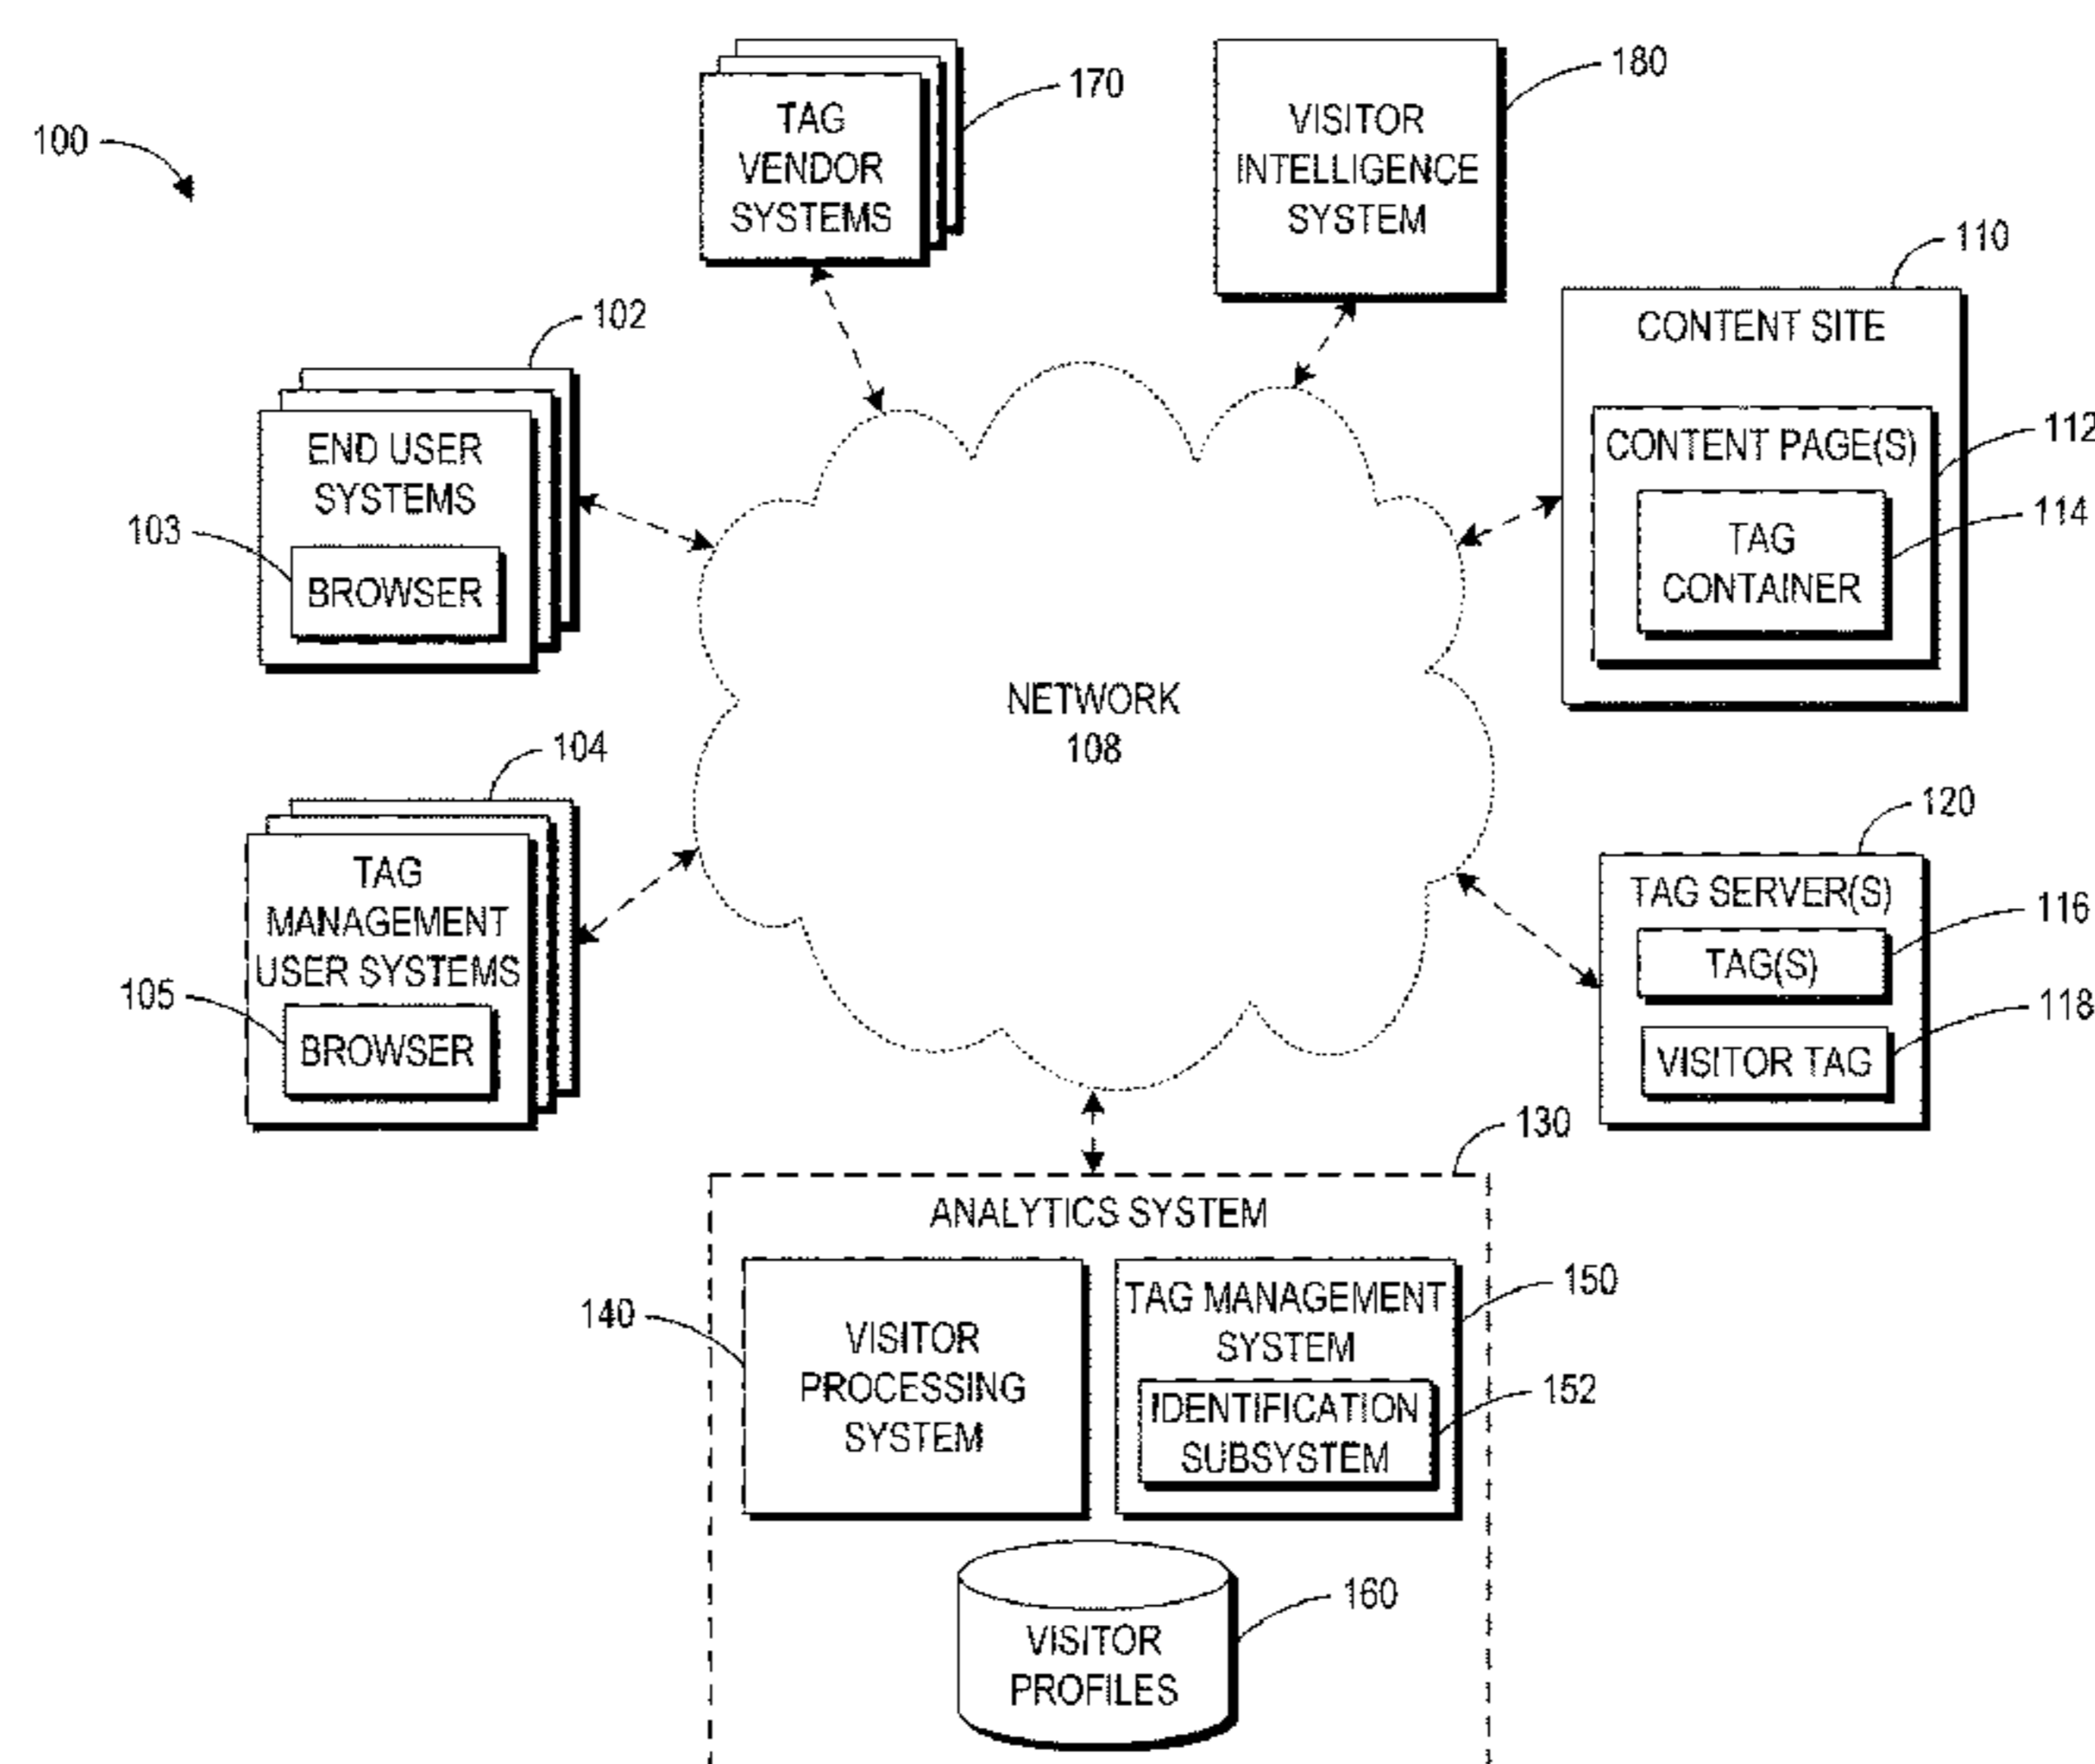 100
TAG
VENDOR
SYSTEMS
170
VISITOR
INTELLIGENCE
SYSTEM
180
110
CONTENT SITE
CONTENT PAGE(S)
112
TAG
CONTAINER
114
102
END USER
SYSTEMS
103
BROWSER
NETWORK
108
104
TAG
MANAGEMENT
USER SYSTEMS
105
BROWSER
120
TAG SERVER(S)
116
TAG(S)
118
VISITOR TAG
130
ANALYTICS SYSTEM
140
VISITOR
PROCESSING
SYSTEM
TAG MANAGEMENT
SYSTEM
150
IDENTIFICATION
SUBSYSTEM
152
160
VISITOR
PROFILES